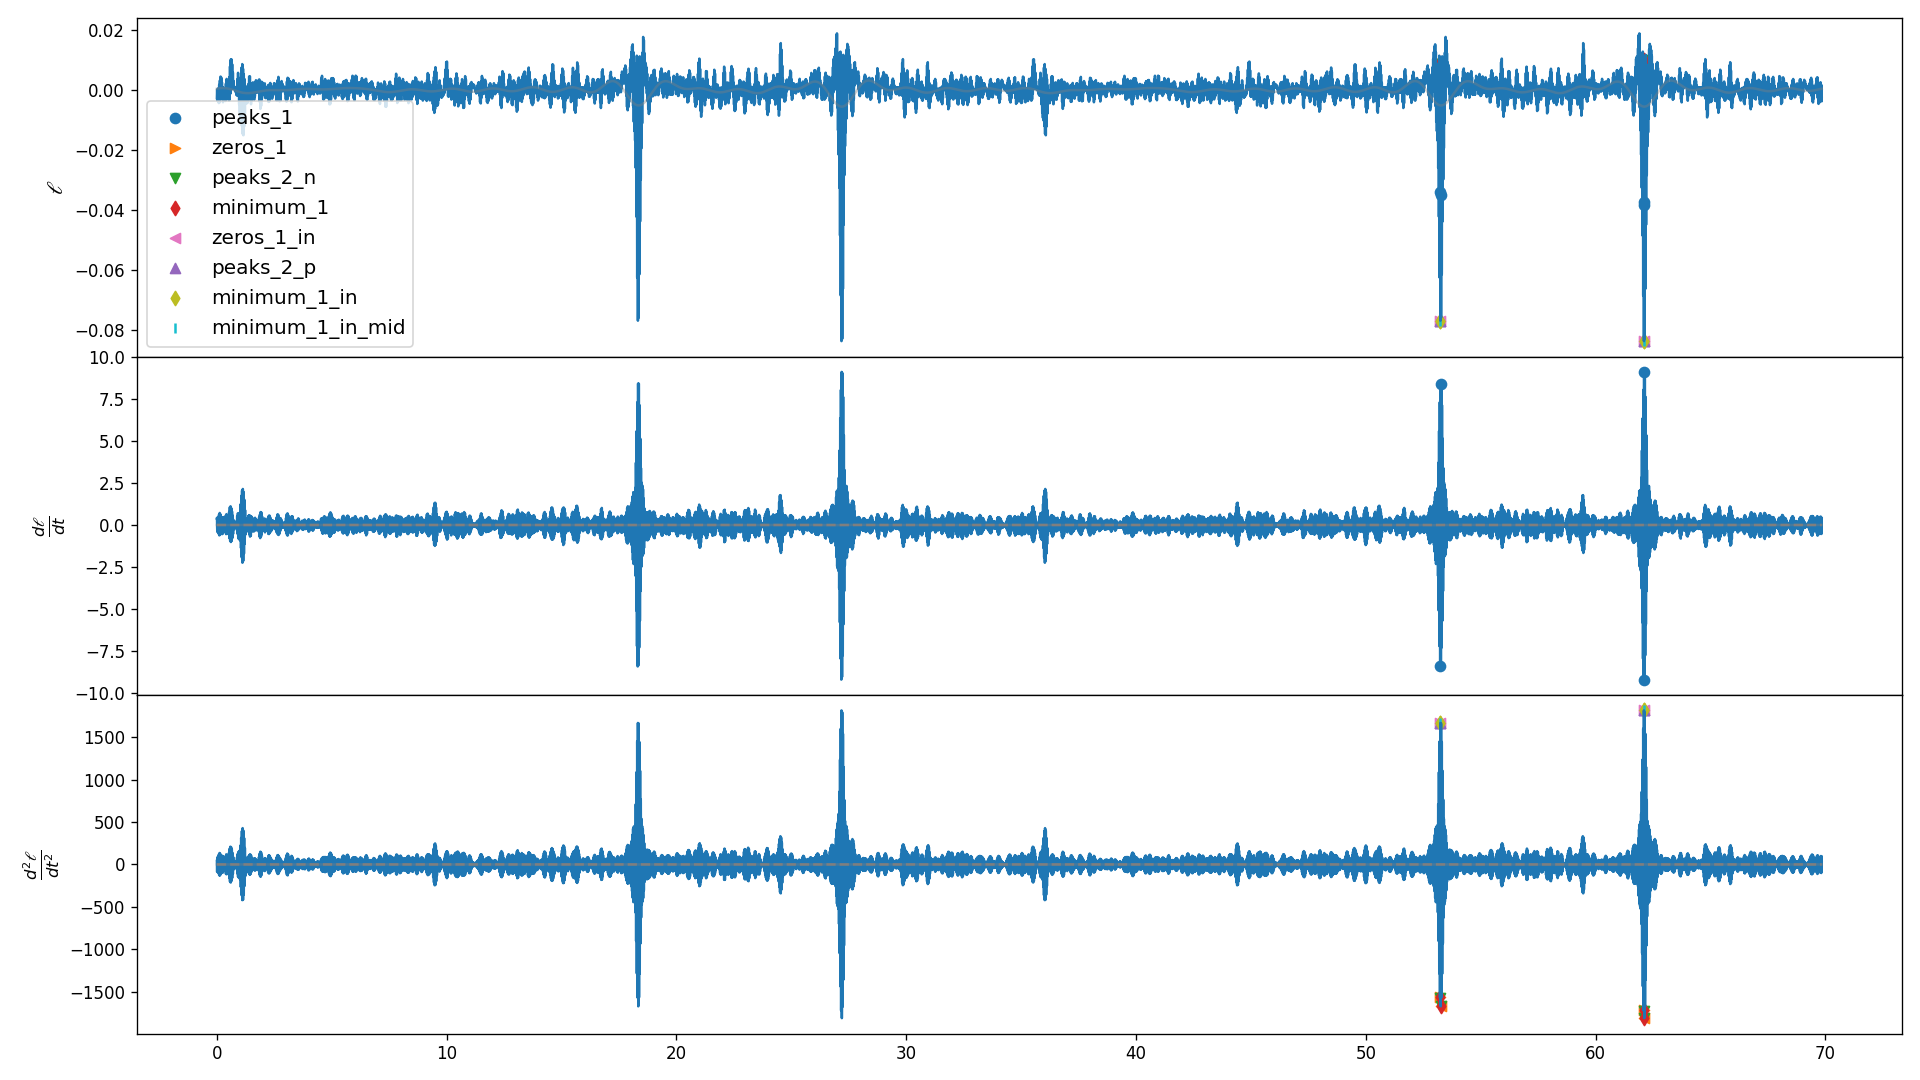 0.02
0.00
−0.02
−0.04
−0.06
−0.08
ℓ
peaks_1
zeros_1
peaks_2_n
minimum_1
zeros_1_in
peaks_2_p
minimum_1_in
minimum_1_in_mid
10.0
7.5
5.0
2.5
0.0
−2.5
−5.0
−7.5
−10.0
dℓ
dt
1500
1000
500
0
−500
−1000
−1500
d²ℓ
dt²
0 10 20 30 40 50 60 70